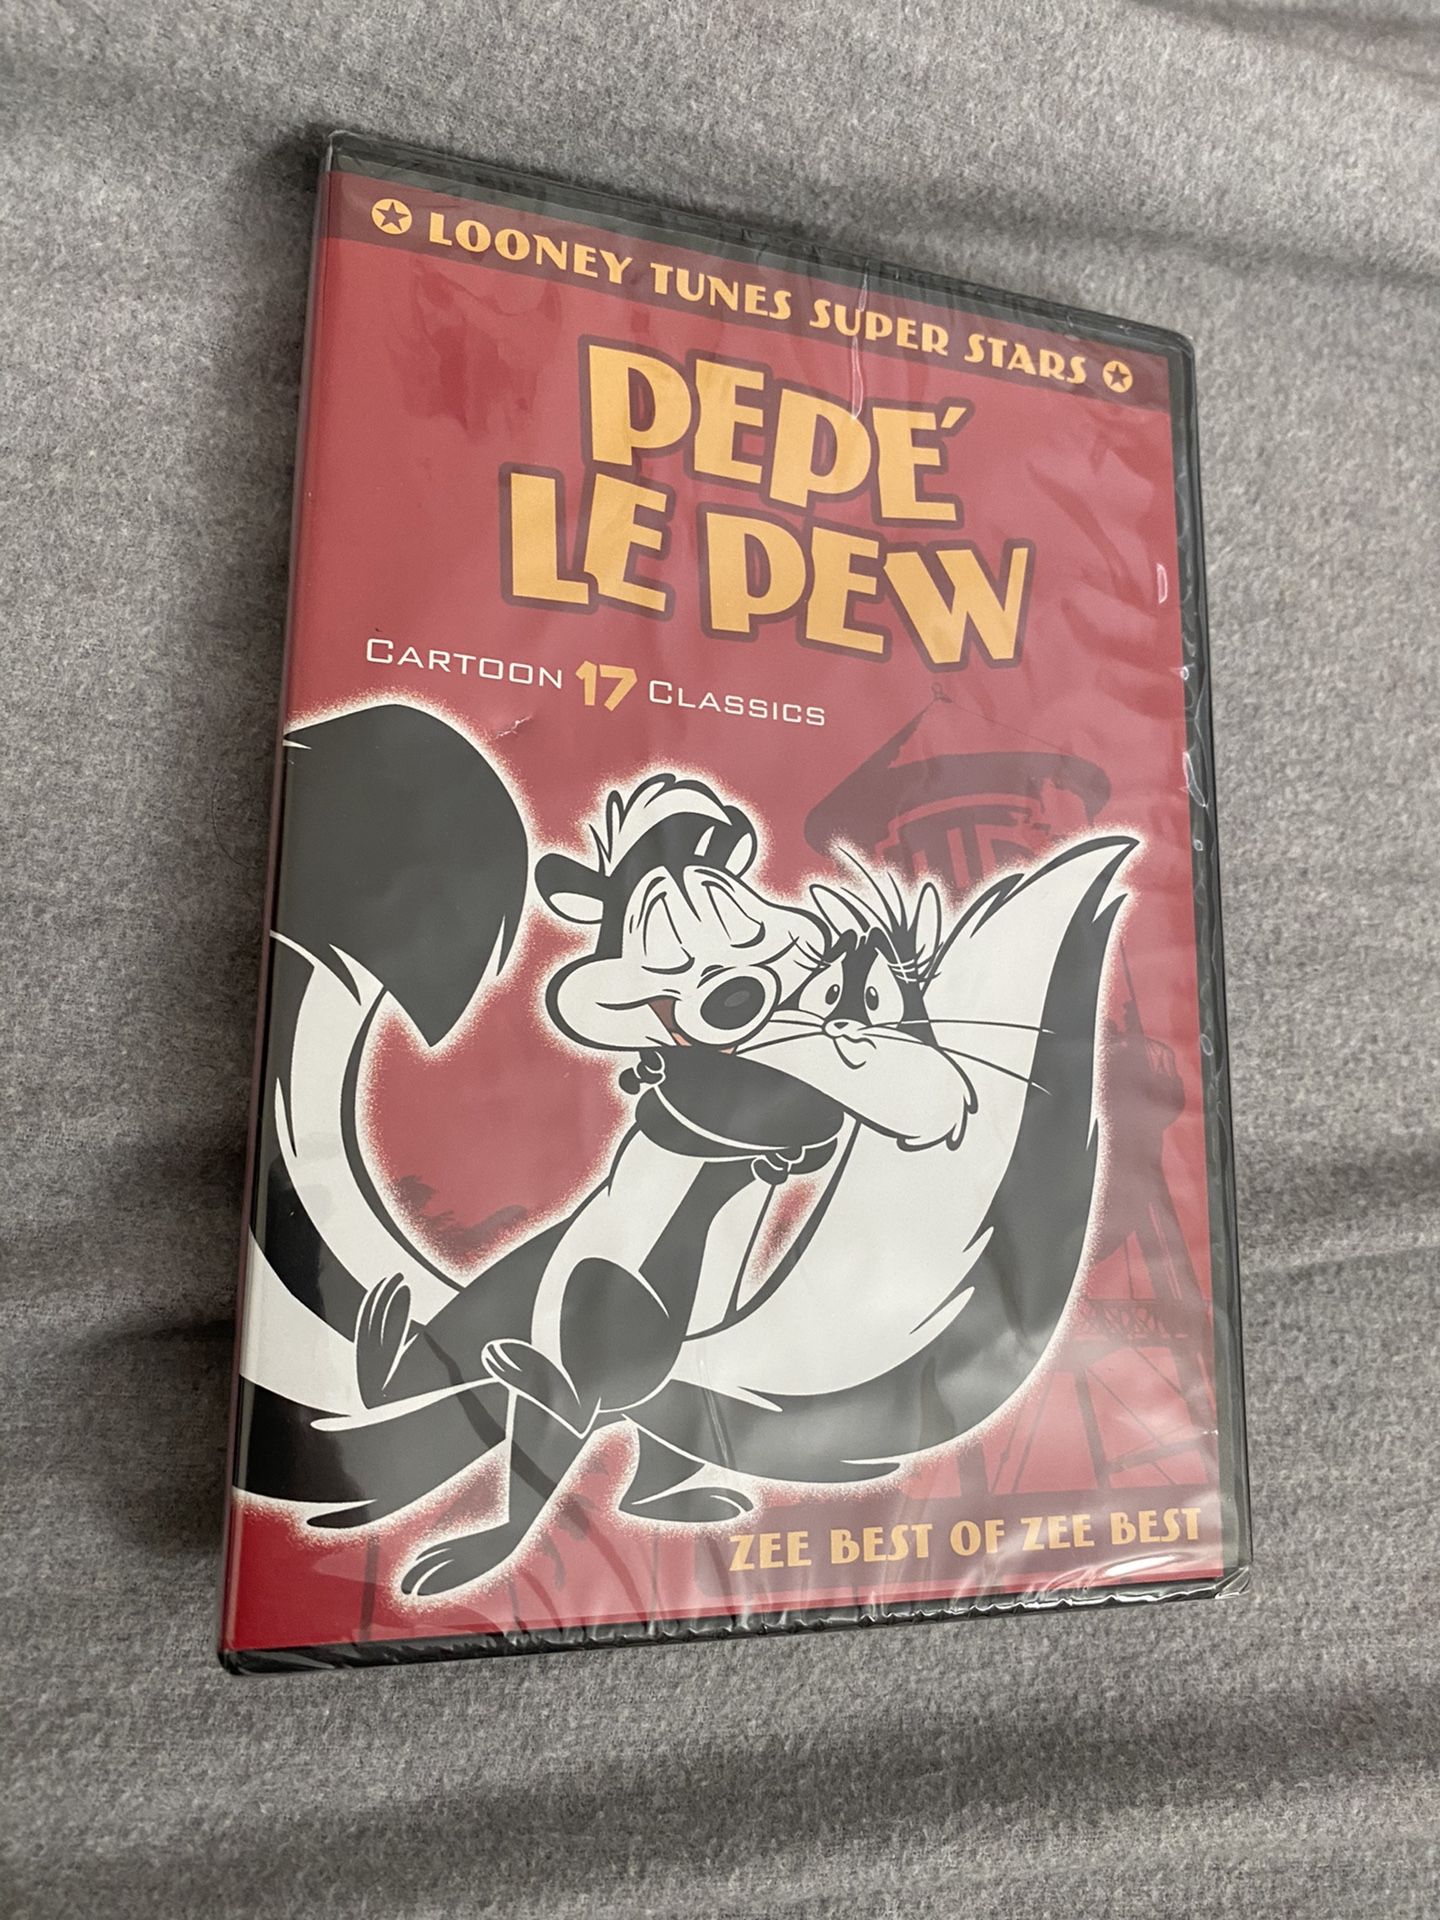 LOONEY TUNES SUPER STARS
PEPÉ
LE PEW
CARTOON 17 CLASSICS
ZEE BEST OF ZEE BEST